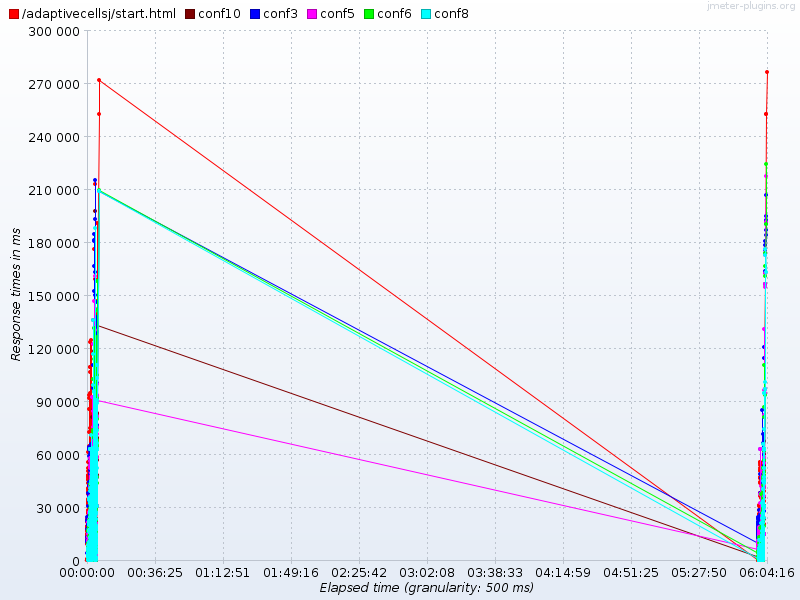 /adaptivecellsj/start.html conf10 conf3 conf5 conf6 conf8
jmeter-plugins.org
300 000
270 000
240 000
210 000
180 000
150 000
120 000
90 000
60 000
30 000
0
Response times in ms
00:00:00 00:36:25 01:12:51 01:49:16 02:25:42 03:02:08 03:38:33 04:14:59 04:51:25 05:27:50 06:04:16
Elapsed time (granularity: 500 ms)